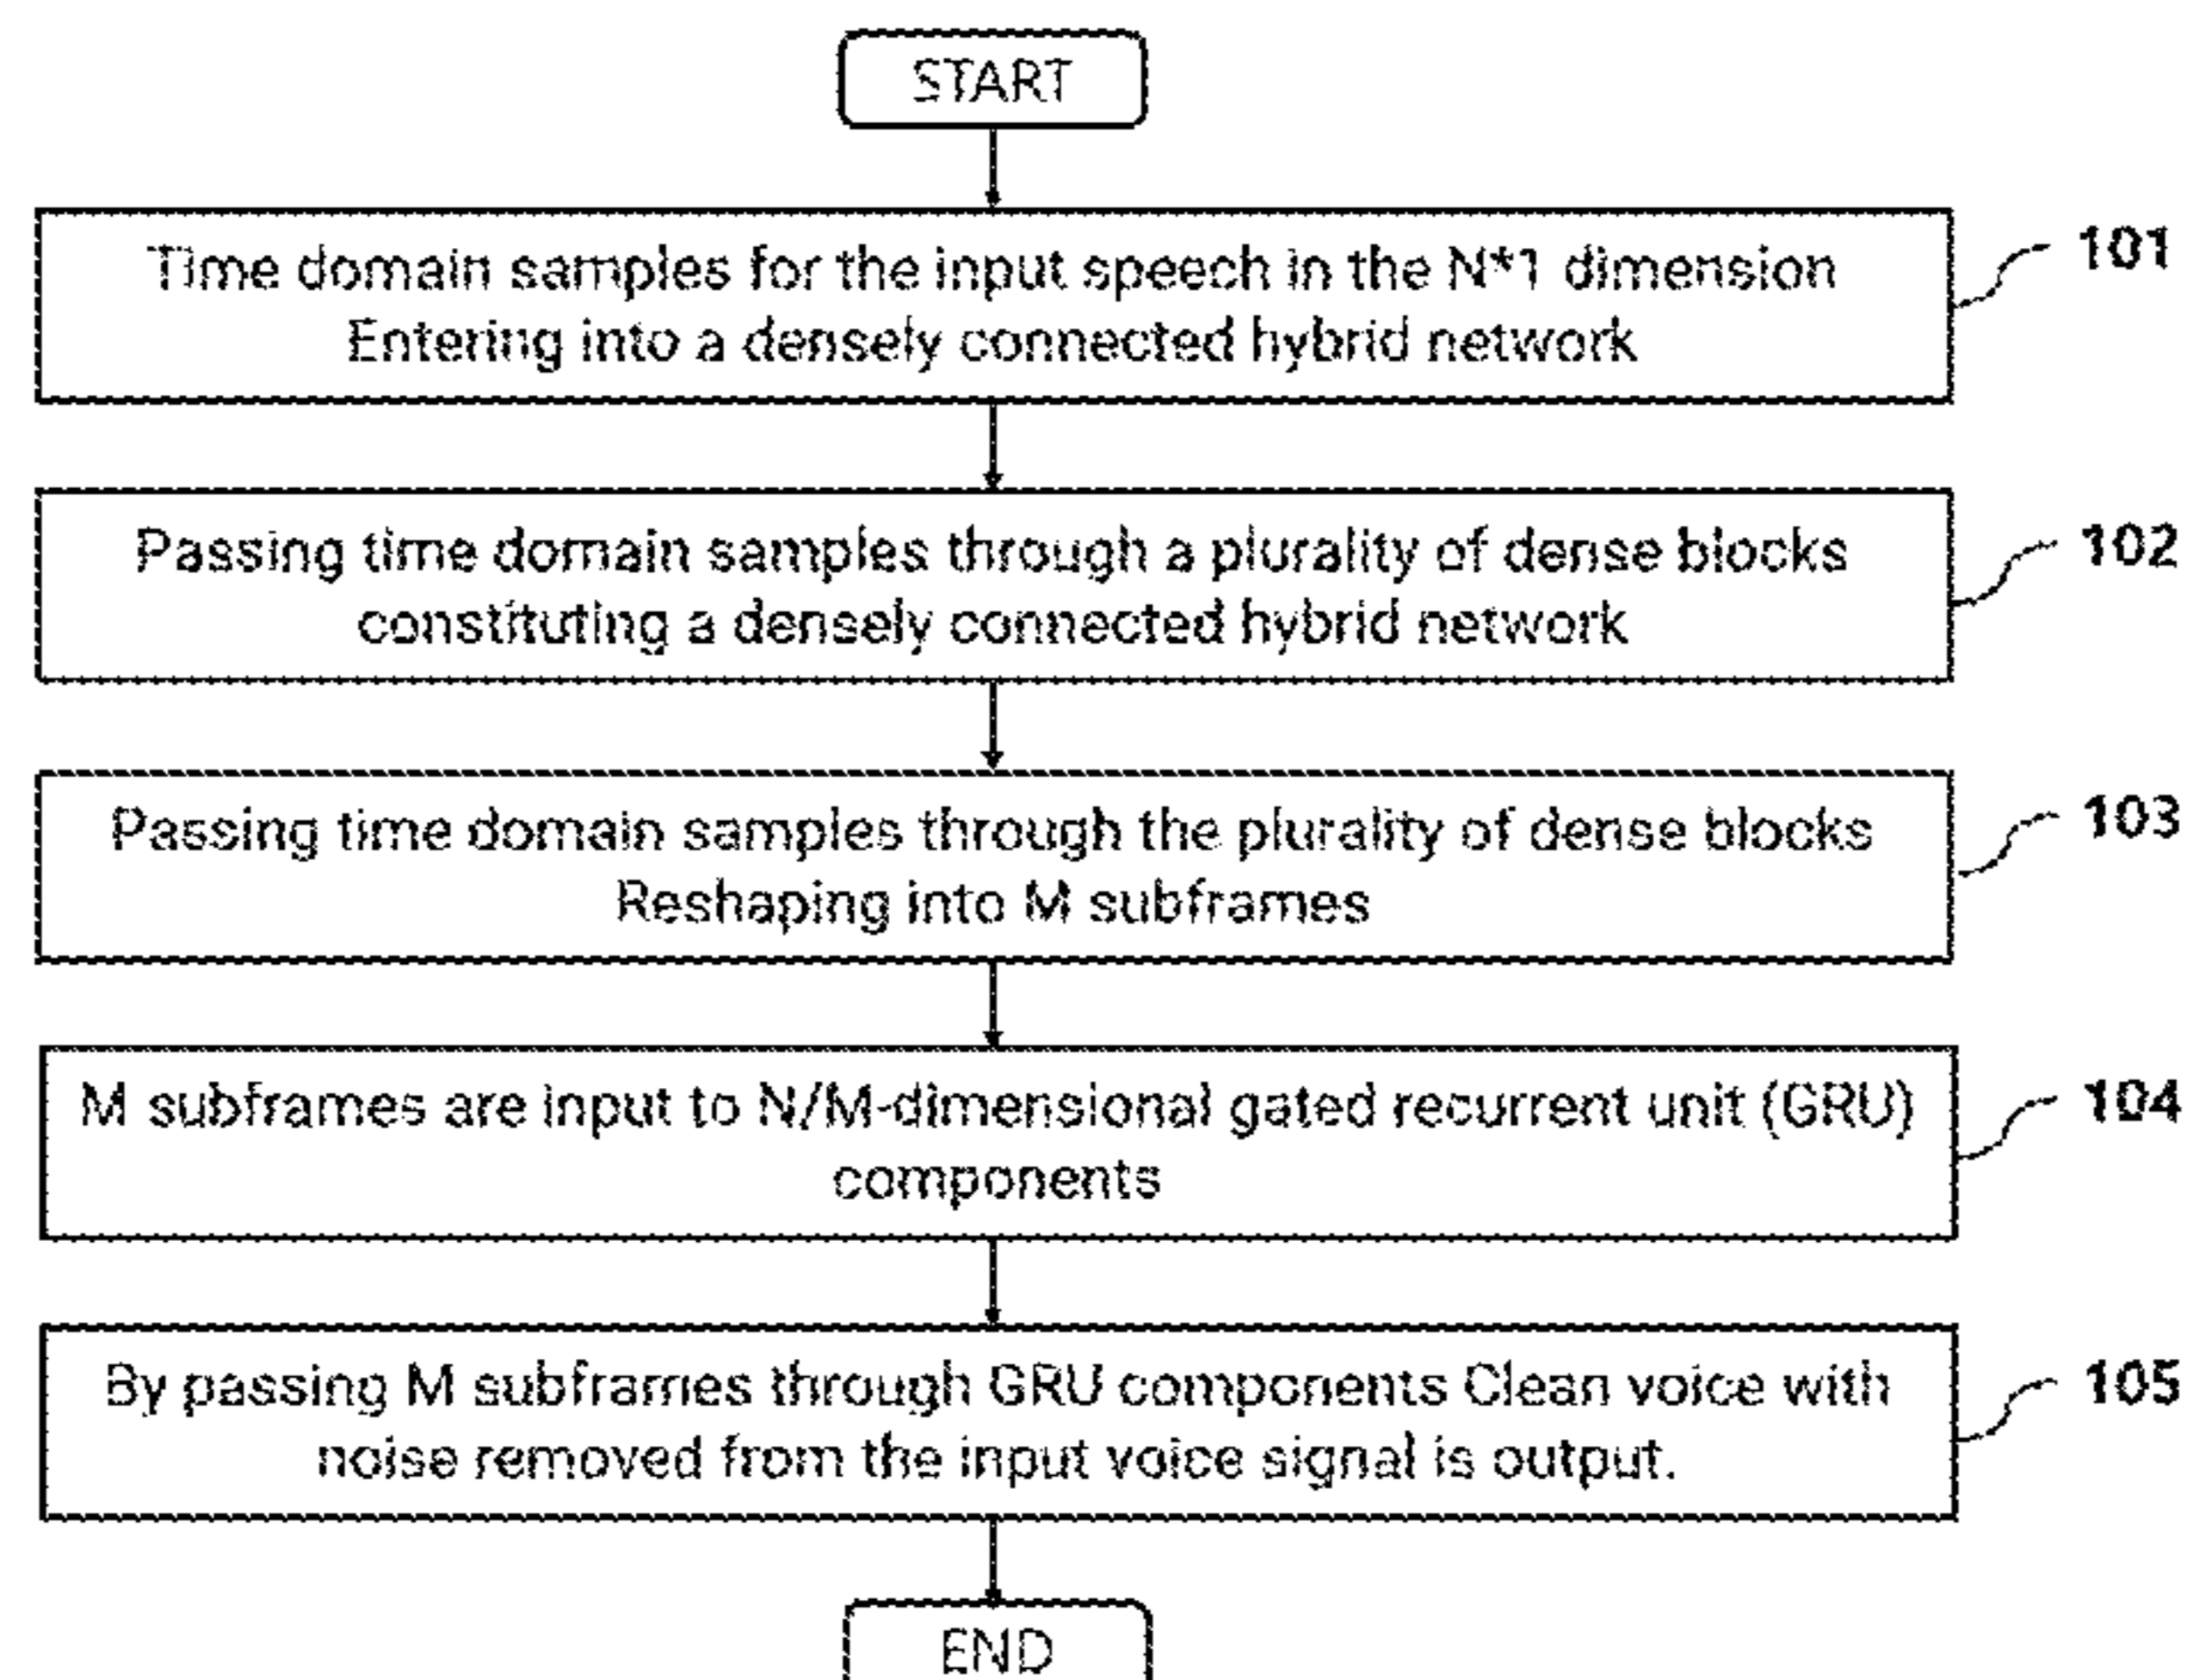 START
Time domain samples for the input speech in the N*1 dimension
Entering into a densely connected hybrid network
101
Passing time domain samples through a plurality of dense blocks
constituting a densely connected hybrid network
102
Passing time domain samples through the plurality of dense blocks
Reshaping into M subframes
103
M subframes are input to N/M-dimensional gated recurrent unit (GRU)
components
104
By passing M subframes through GRU components Clean voice with
noise removed from the input voice signal is output.
105
END